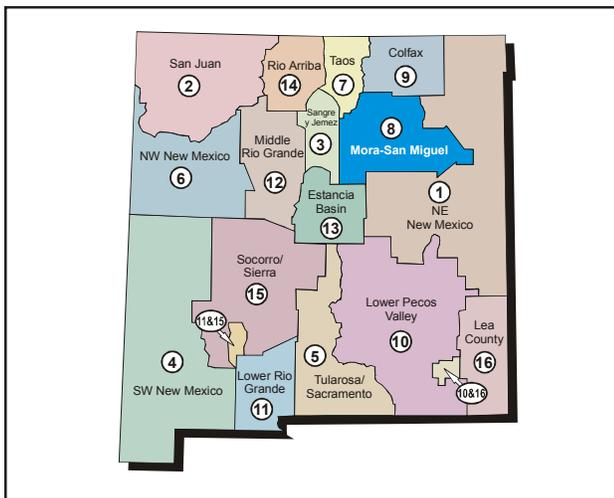 San Juan
2
Rio Arriba
14
Taos
7
Colfax
9
Sangre
y Jemez
3
8
Mora-San Miguel
NW New Mexico
6
Middle
Rio Grande
12
1
NE
New Mexico
Estancia
Basin
13
Socorro/
Sierra
15
11&15
Lower Pecos
Valley
10
Lea
County
16
10&16
4
SW New Mexico
5
Tularosa/
Sacramento
Lower Rio
Grande
11